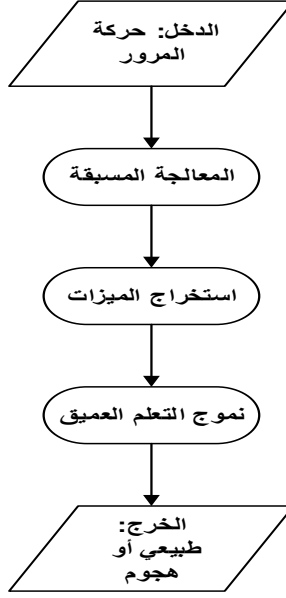 الدخل: حركة
المرور
المعالجة المسبقة
استخراج الميزات
نموج التعلم العميق
الخرج:
طبيعي أو
هجوم